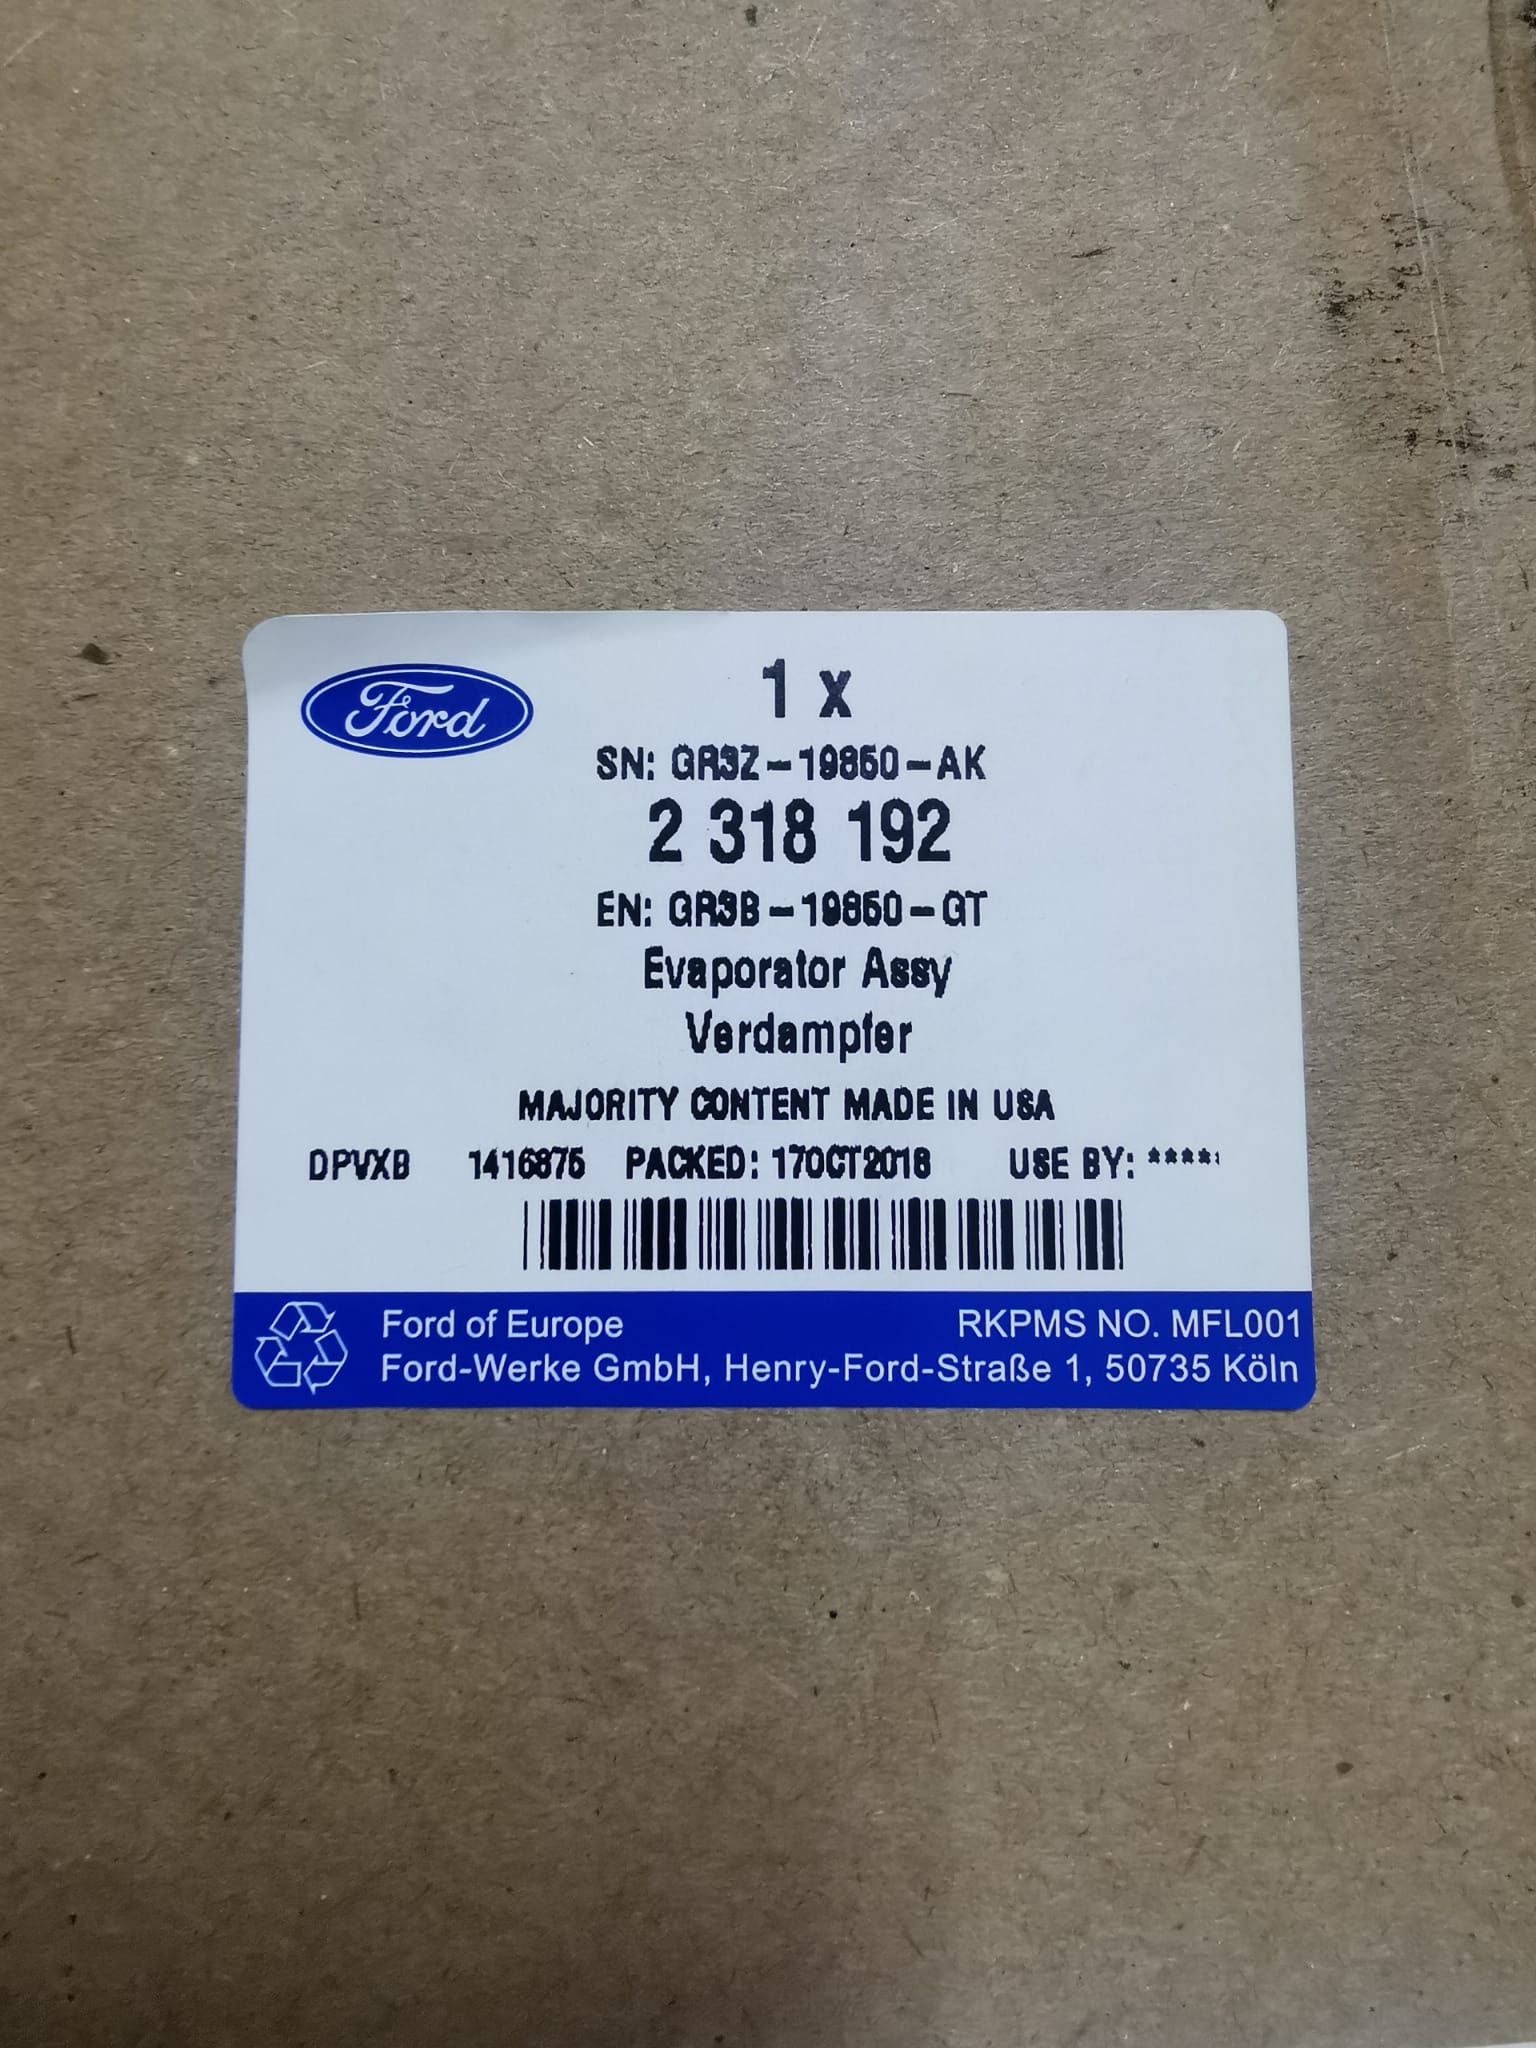 Ford
1 x
SN: GR3Z-19850-AK
2 318 192
EN: GR3B-19850-GT
Evaporator Assy
Verdampfer
MAJORITY CONTENT MADE IN USA
DPVXB 1416875 PACKED: 17OCT2018 USE BY: ****
Ford of Europe RKPMS NO. MFL001
Ford-Werke GmbH, Henry-Ford-Straße 1, 50735 Köln